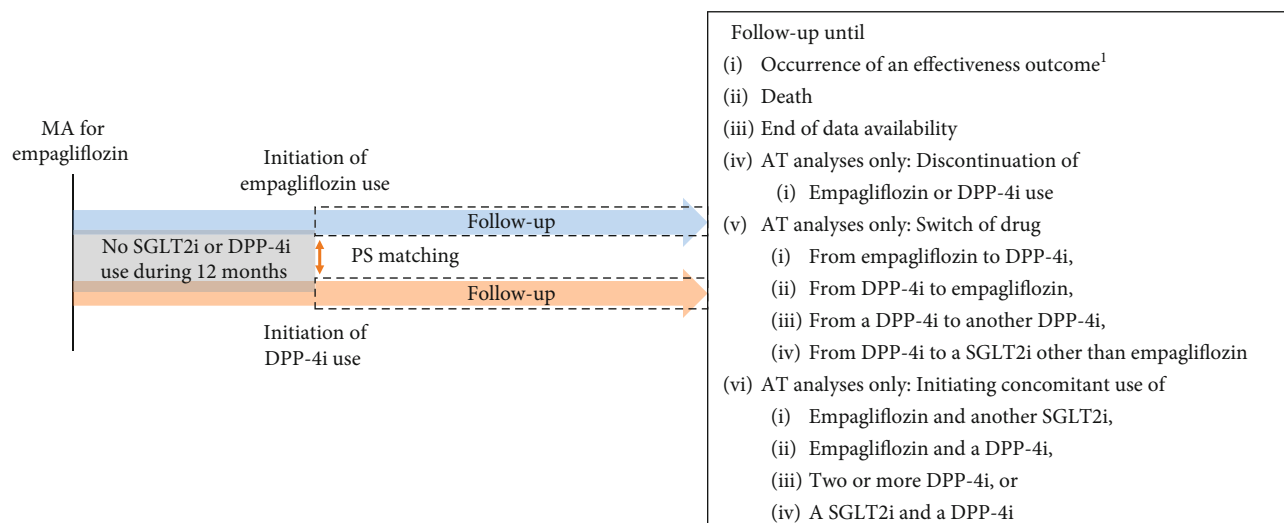 MA for
empagliflozin
Initiation of
empagliflozin use
Follow-up
No SGLT2i or DPP-4i
use during 12 months
PS matching
Follow-up
Initiation of
DPP-4i use
Follow-up until
(i) Occurrence of an effectiveness outcome¹
(ii) Death
(iii) End of data availability
(iv) AT analyses only: Discontinuation of
(i) Empagliflozin or DPP-4i use
(v) AT analyses only: Switch of drug
(i) From empagliflozin to DPP-4i,
(ii) From DPP-4i to empagliflozin,
(iii) From a DPP-4i to another DPP-4i,
(iv) From DPP-4i to a SGLT2i other than empagliflozin
(vi) AT analyses only: Initiating concomitant use of
(i) Empagliflozin and another SGLT2i,
(ii) Empagliflozin and a DPP-4i,
(iii) Two or more DPP-4i, or
(iv) A SGLT2i and a DPP-4i